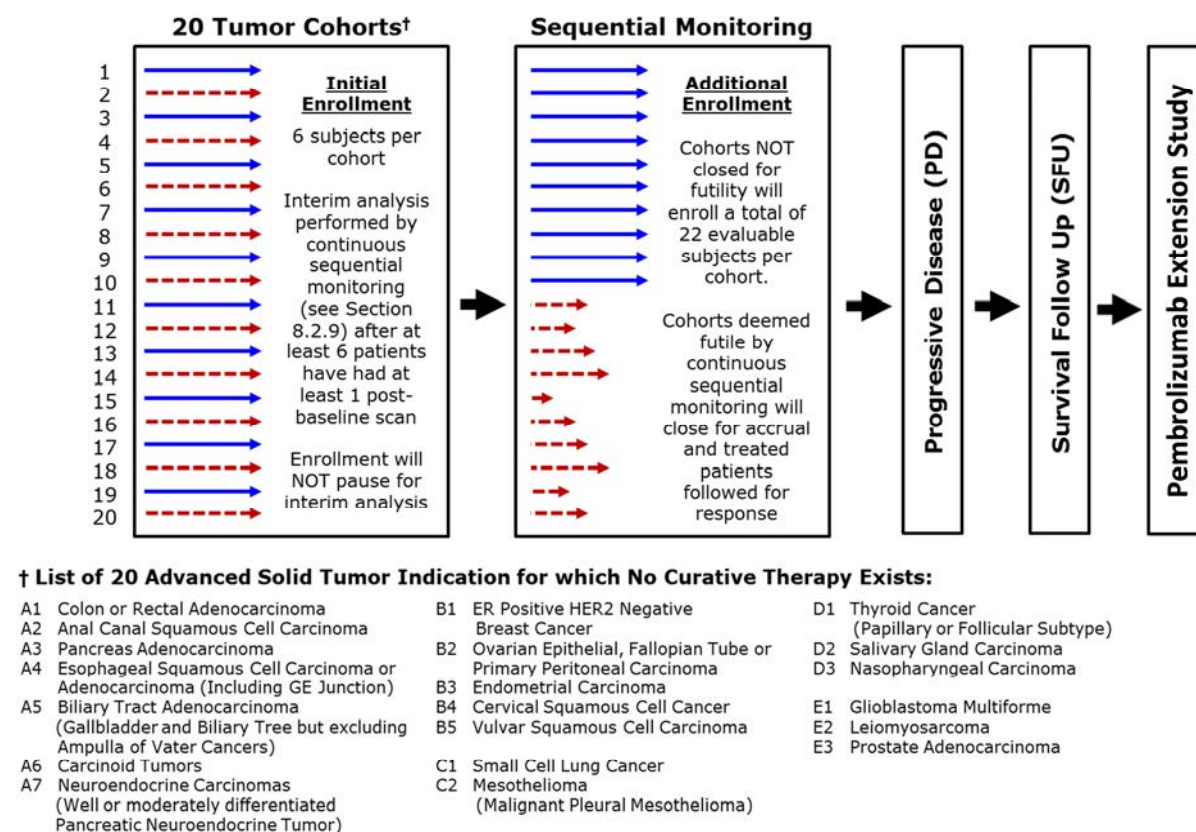 20 Tumor Cohorts†
1
2
3
4
5
6
7
8
9
10
11
12
13
14
15
16
17
18
19
20
Initial
Enrollment
6 subjects per
cohort
Interim analysis
performed by
continuous
sequential
monitoring
(see Section
8.2.9) after at
least 6 patients
have had at
least 1 post-
baseline scan
Enrollment will
NOT pause for
interim analysis
Sequential Monitoring
Additional
Enrollment
Cohorts NOT
closed for
futility will
enroll a total of
22 evaluable
subjects per
cohort.
Cohorts deemed
futile by
continuous
sequential
monitoring will
close for accrual
and treated
patients
followed for
response
Progressive Disease (PD)
Survival Follow Up (SFU)
Pembrolizumab Extension Study
† List of 20 Advanced Solid Tumor Indication for which No Curative Therapy Exists:
A1 Colon or Rectal Adenocarcinoma
A2 Anal Canal Squamous Cell Carcinoma
A3 Pancreas Adenocarcinoma
A4 Esophageal Squamous Cell Carcinoma or
Adenocarcinoma (Including GE Junction)
A5 Biliary Tract Adenocarcinoma
(Gallbladder and Biliary Tree but excluding
Ampulla of Vater Cancers)
A6 Carcinoid Tumors
A7 Neuroendocrine Carcinomas
(Well or moderately differentiated
Pancreatic Neuroendocrine Tumor)
B1 ER Positive HER2 Negative
Breast Cancer
B2 Ovarian Epithelial, Fallopian Tube or
Primary Peritoneal Carcinoma
B3 Endometrial Carcinoma
B4 Cervical Squamous Cell Cancer
B5 Vulvar Squamous Cell Carcinoma
C1 Small Cell Lung Cancer
C2 Mesothelioma
(Malignant Pleural Mesothelioma)
D1 Thyroid Cancer
(Papillary or Follicular Subtype)
D2 Salivary Gland Carcinoma
D3 Nasopharyngeal Carcinoma
E1 Glioblastoma Multiforme
E2 Leiomyosarcoma
E3 Prostate Adenocarcinoma